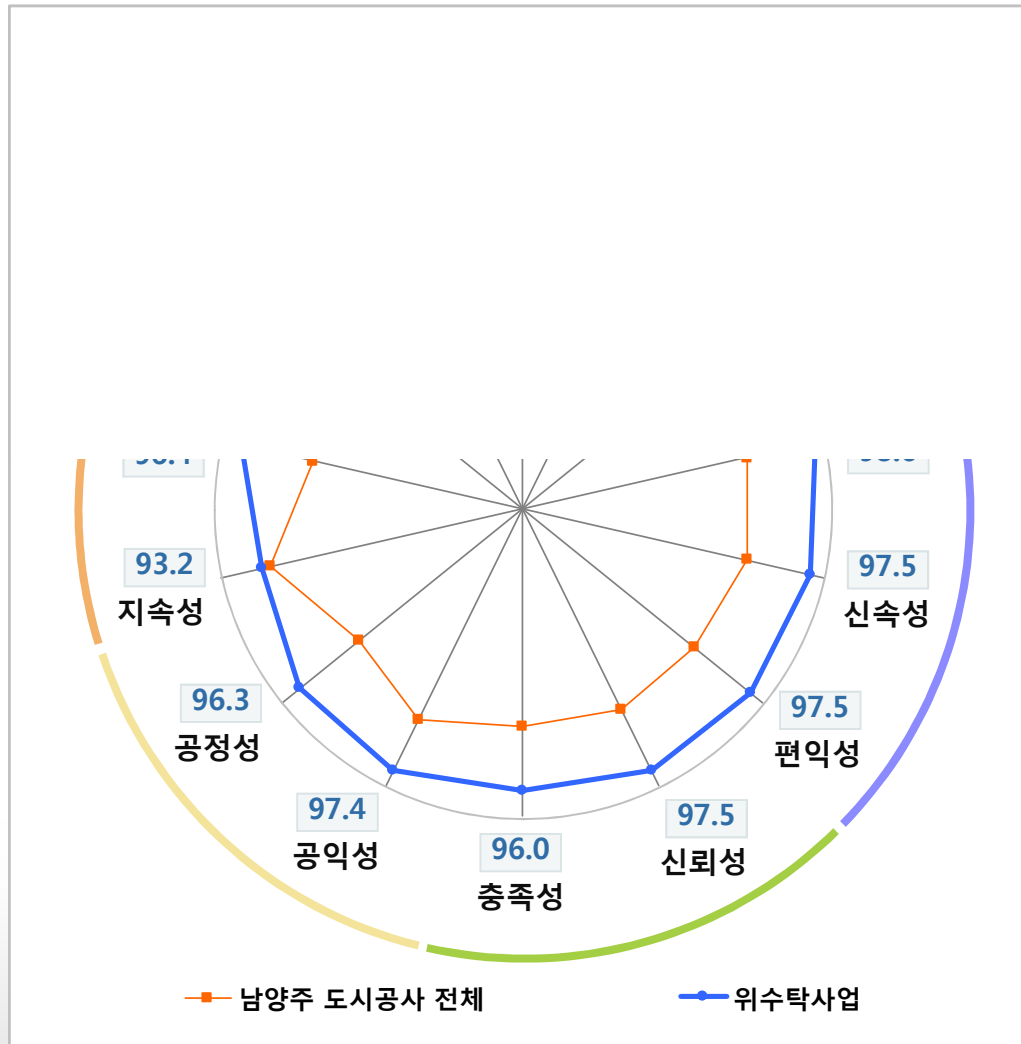 93.2
지속성
97.5
신속성
96.3
공정성
97.5
편익성
97.4
공익성
97.5
신뢰성
96.0
충족성
남양주 도시공사 전체
위수탁사업